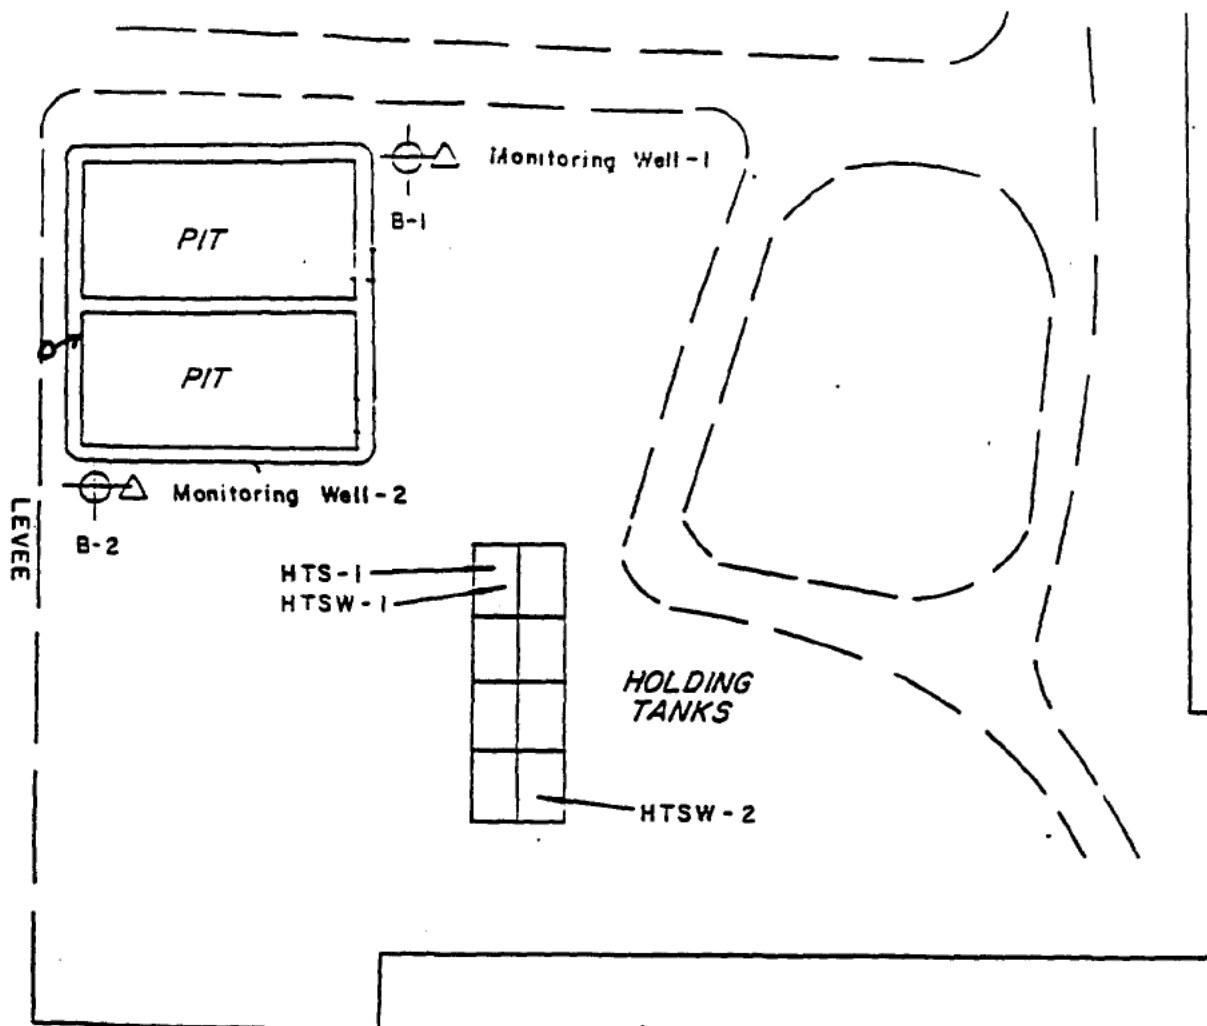 Monitoring Well-1
B-1
PIT
PIT
Monitoring Well-2
B-2
LEVEE
HTS-1
HTSW-1
HOLDING
TANKS
HTSW-2